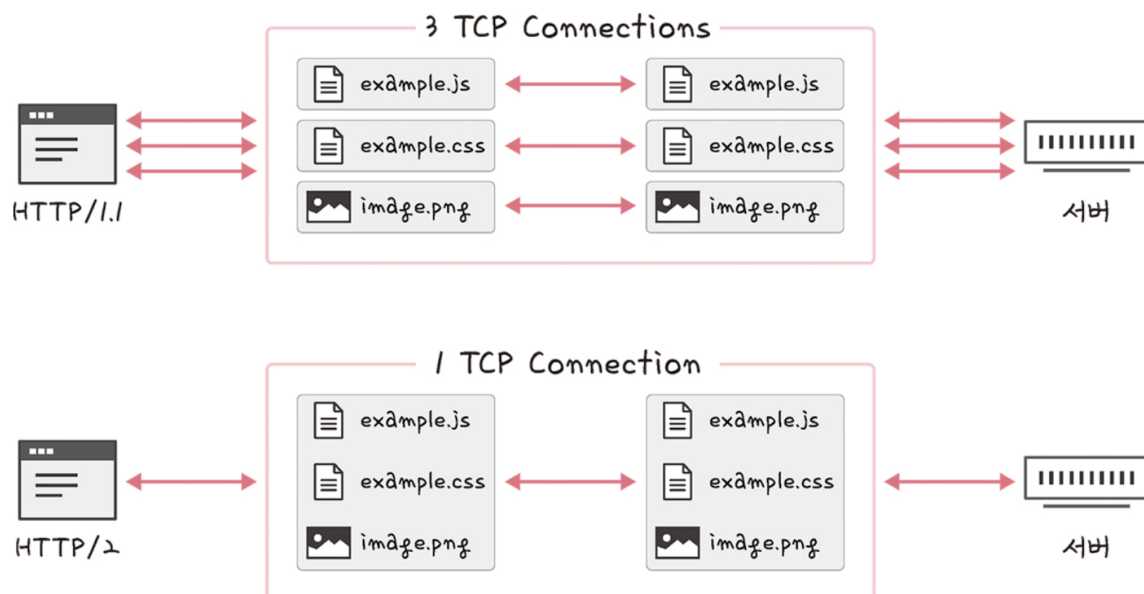 3 TCP Connections
example.js
example.js
example.css
example.css
image.png
image.png
HTTP/1.1
서버
1 TCP Connection
example.js
example.js
example.css
example.css
image.png
image.png
HTTP/2
서버